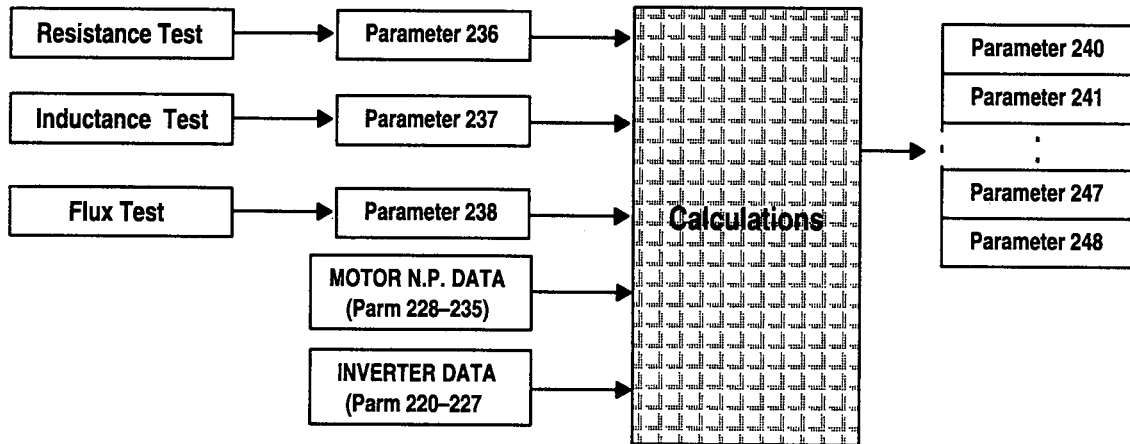 Resistance Test
Parameter 236
Inductance Test
Parameter 237
Flux Test
Parameter 238
MOTOR N.P. DATA
(Parm 228–235)
INVERTER DATA
(Parm 220–227
Calculations
Parameter 240
Parameter 241
:
Parameter 247
Parameter 248